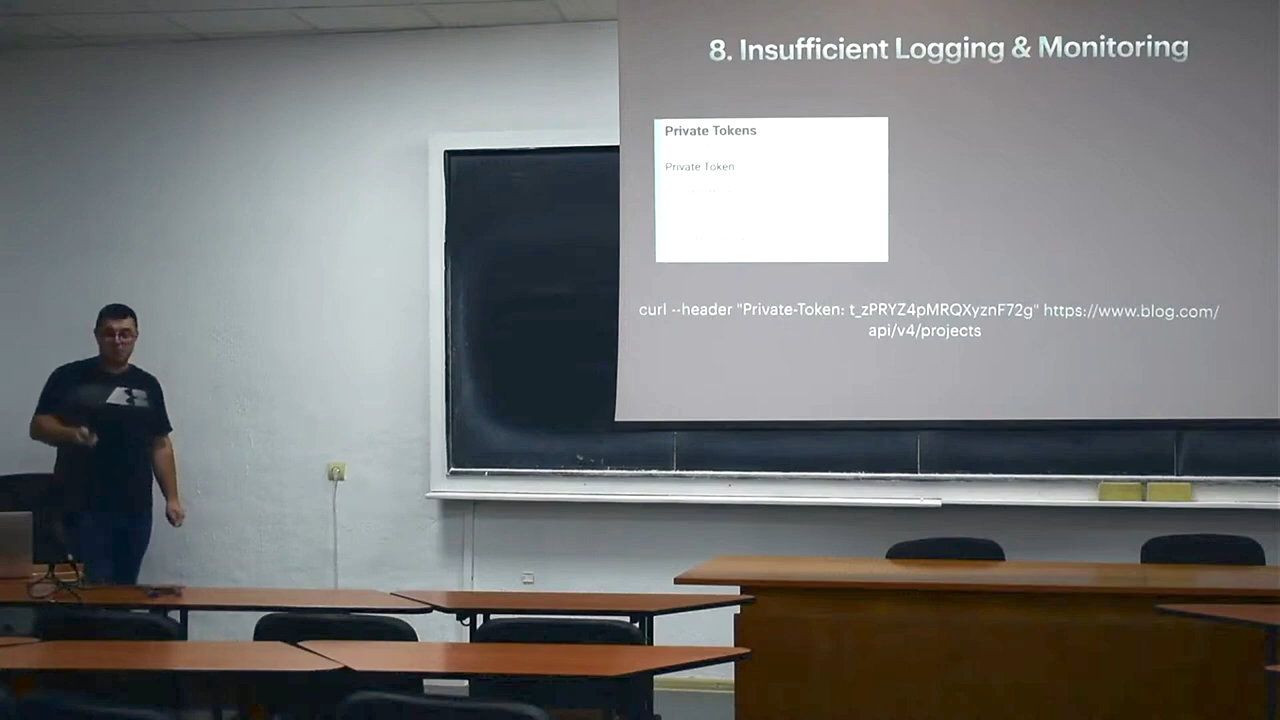 8. Insufficient Logging & Monitoring
Private Tokens
Private Token
curl --header "Private-Token: t_zPRYZ4pMRQXyznF72g" https://www.blog.com/
api/v4/projects